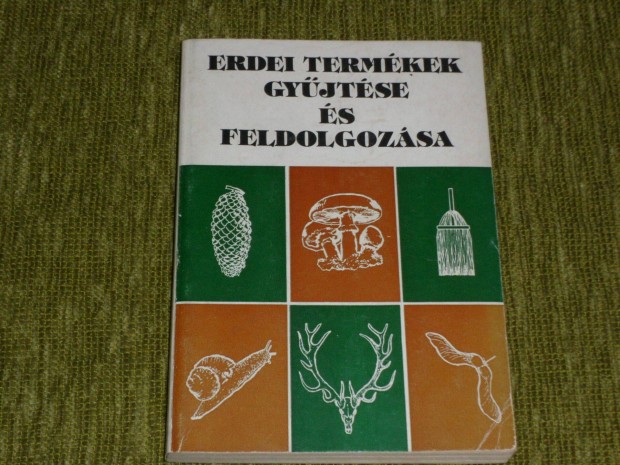 ERDEI TERMÉKEK
GYŰJTÉSE
ÉS
FELDOLGOZÁSA